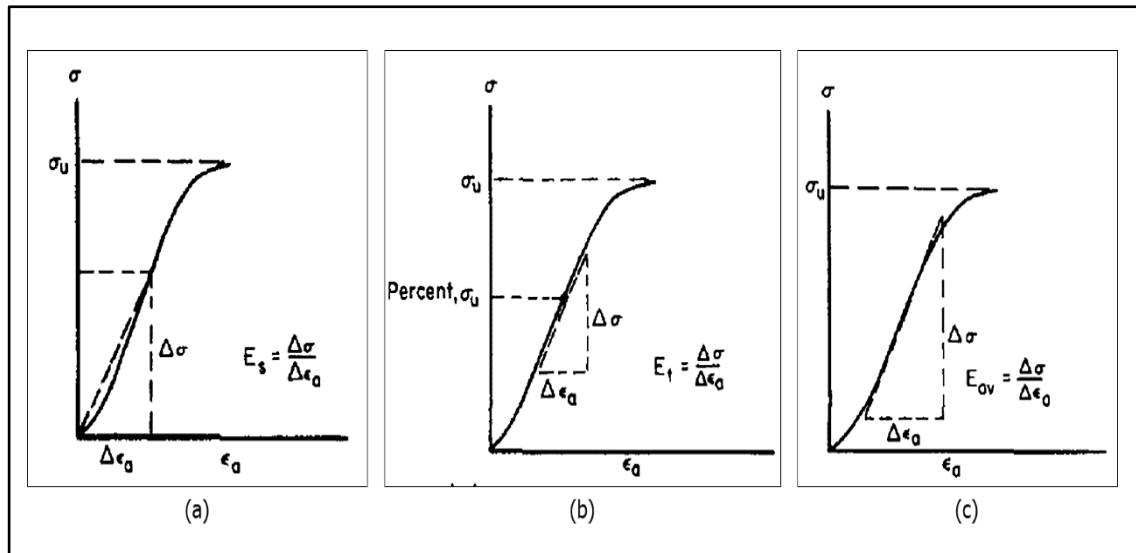 σ
σᵤ
Δσ
Eₛ = Δσ/Δϵₐ
Δϵₐ
ϵₐ
(a)
σ
σᵤ
Percent, σᵤ
Δσ
Eₜ = Δσ/Δϵₐ
Δϵₐ
ϵₐ
(b)
σ
σᵤ
Δσ
Eₐᵥ = Δσ/Δϵₐ
Δϵₐ
ϵₐ
(c)